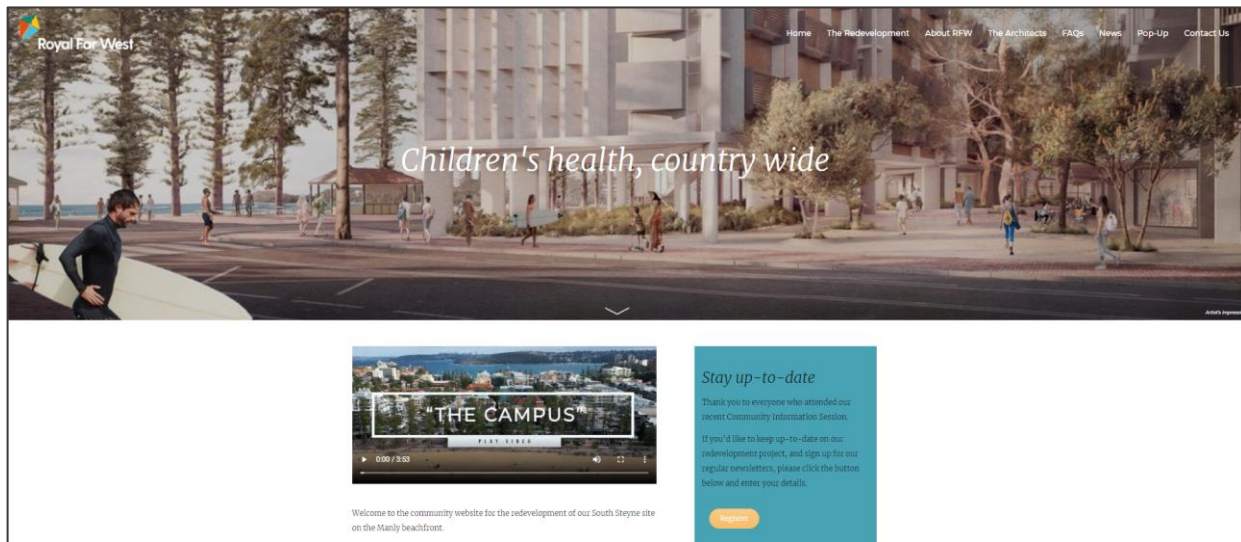 Royal Far West
Home The Redevelopment About RFW The Architects FAQs News Pop-Up Contact Us
Children's health, country wide
Artist's Impress
"THE CAMPUS"
PLAY VIDEO
0:00 / 3:53
Welcome to the community website for the redevelopment of our South Steyne site
on the Manly beachfront.
Stay up-to-date
Thank you to everyone who attended our
recent Community Information Session.
If you'd like to keep up-to-date on our
redevelopment project, and sign up for our
regular newsletters, please click the button
below and enter your details.
Register